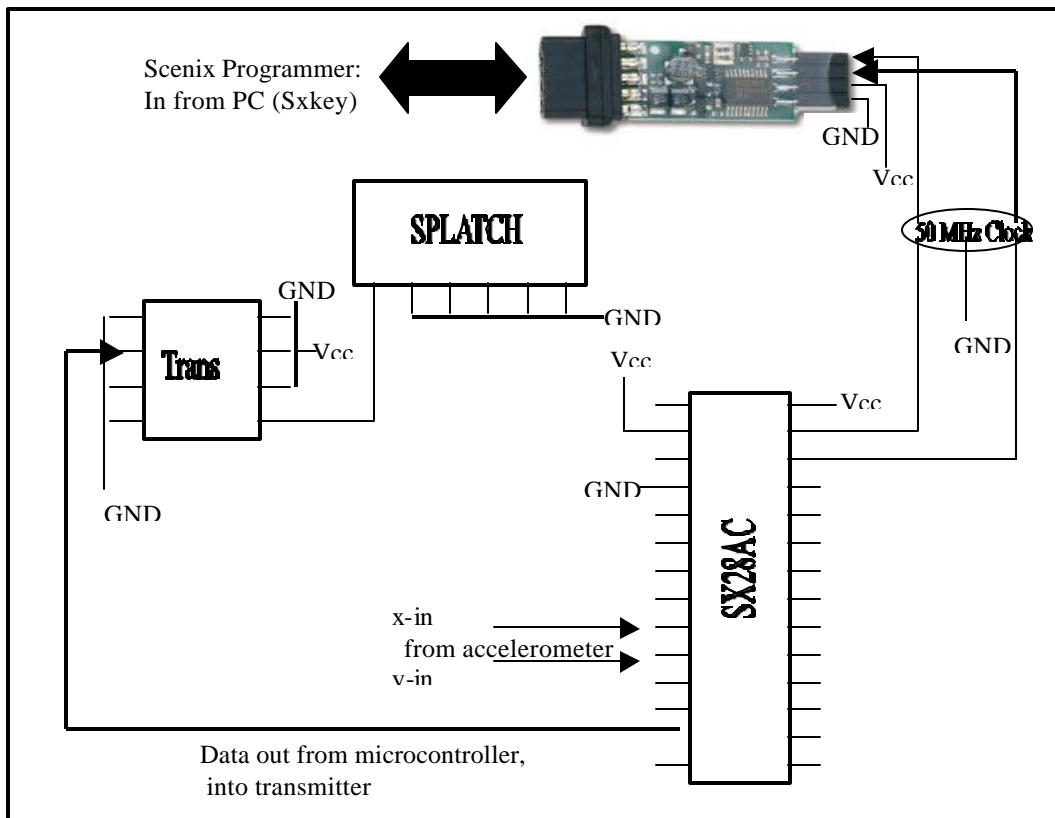 Scenix Programmer:
In from PC (Sxkey)
GND
Vcc
50 MHz Clock
GND
SPLATCH
GND
GND
Trans
Vcc
GND
Vcc
Vcc
GND
SX28AC
x-in
from accelerometer
y-in
Data out from microcontroller,
into transmitter